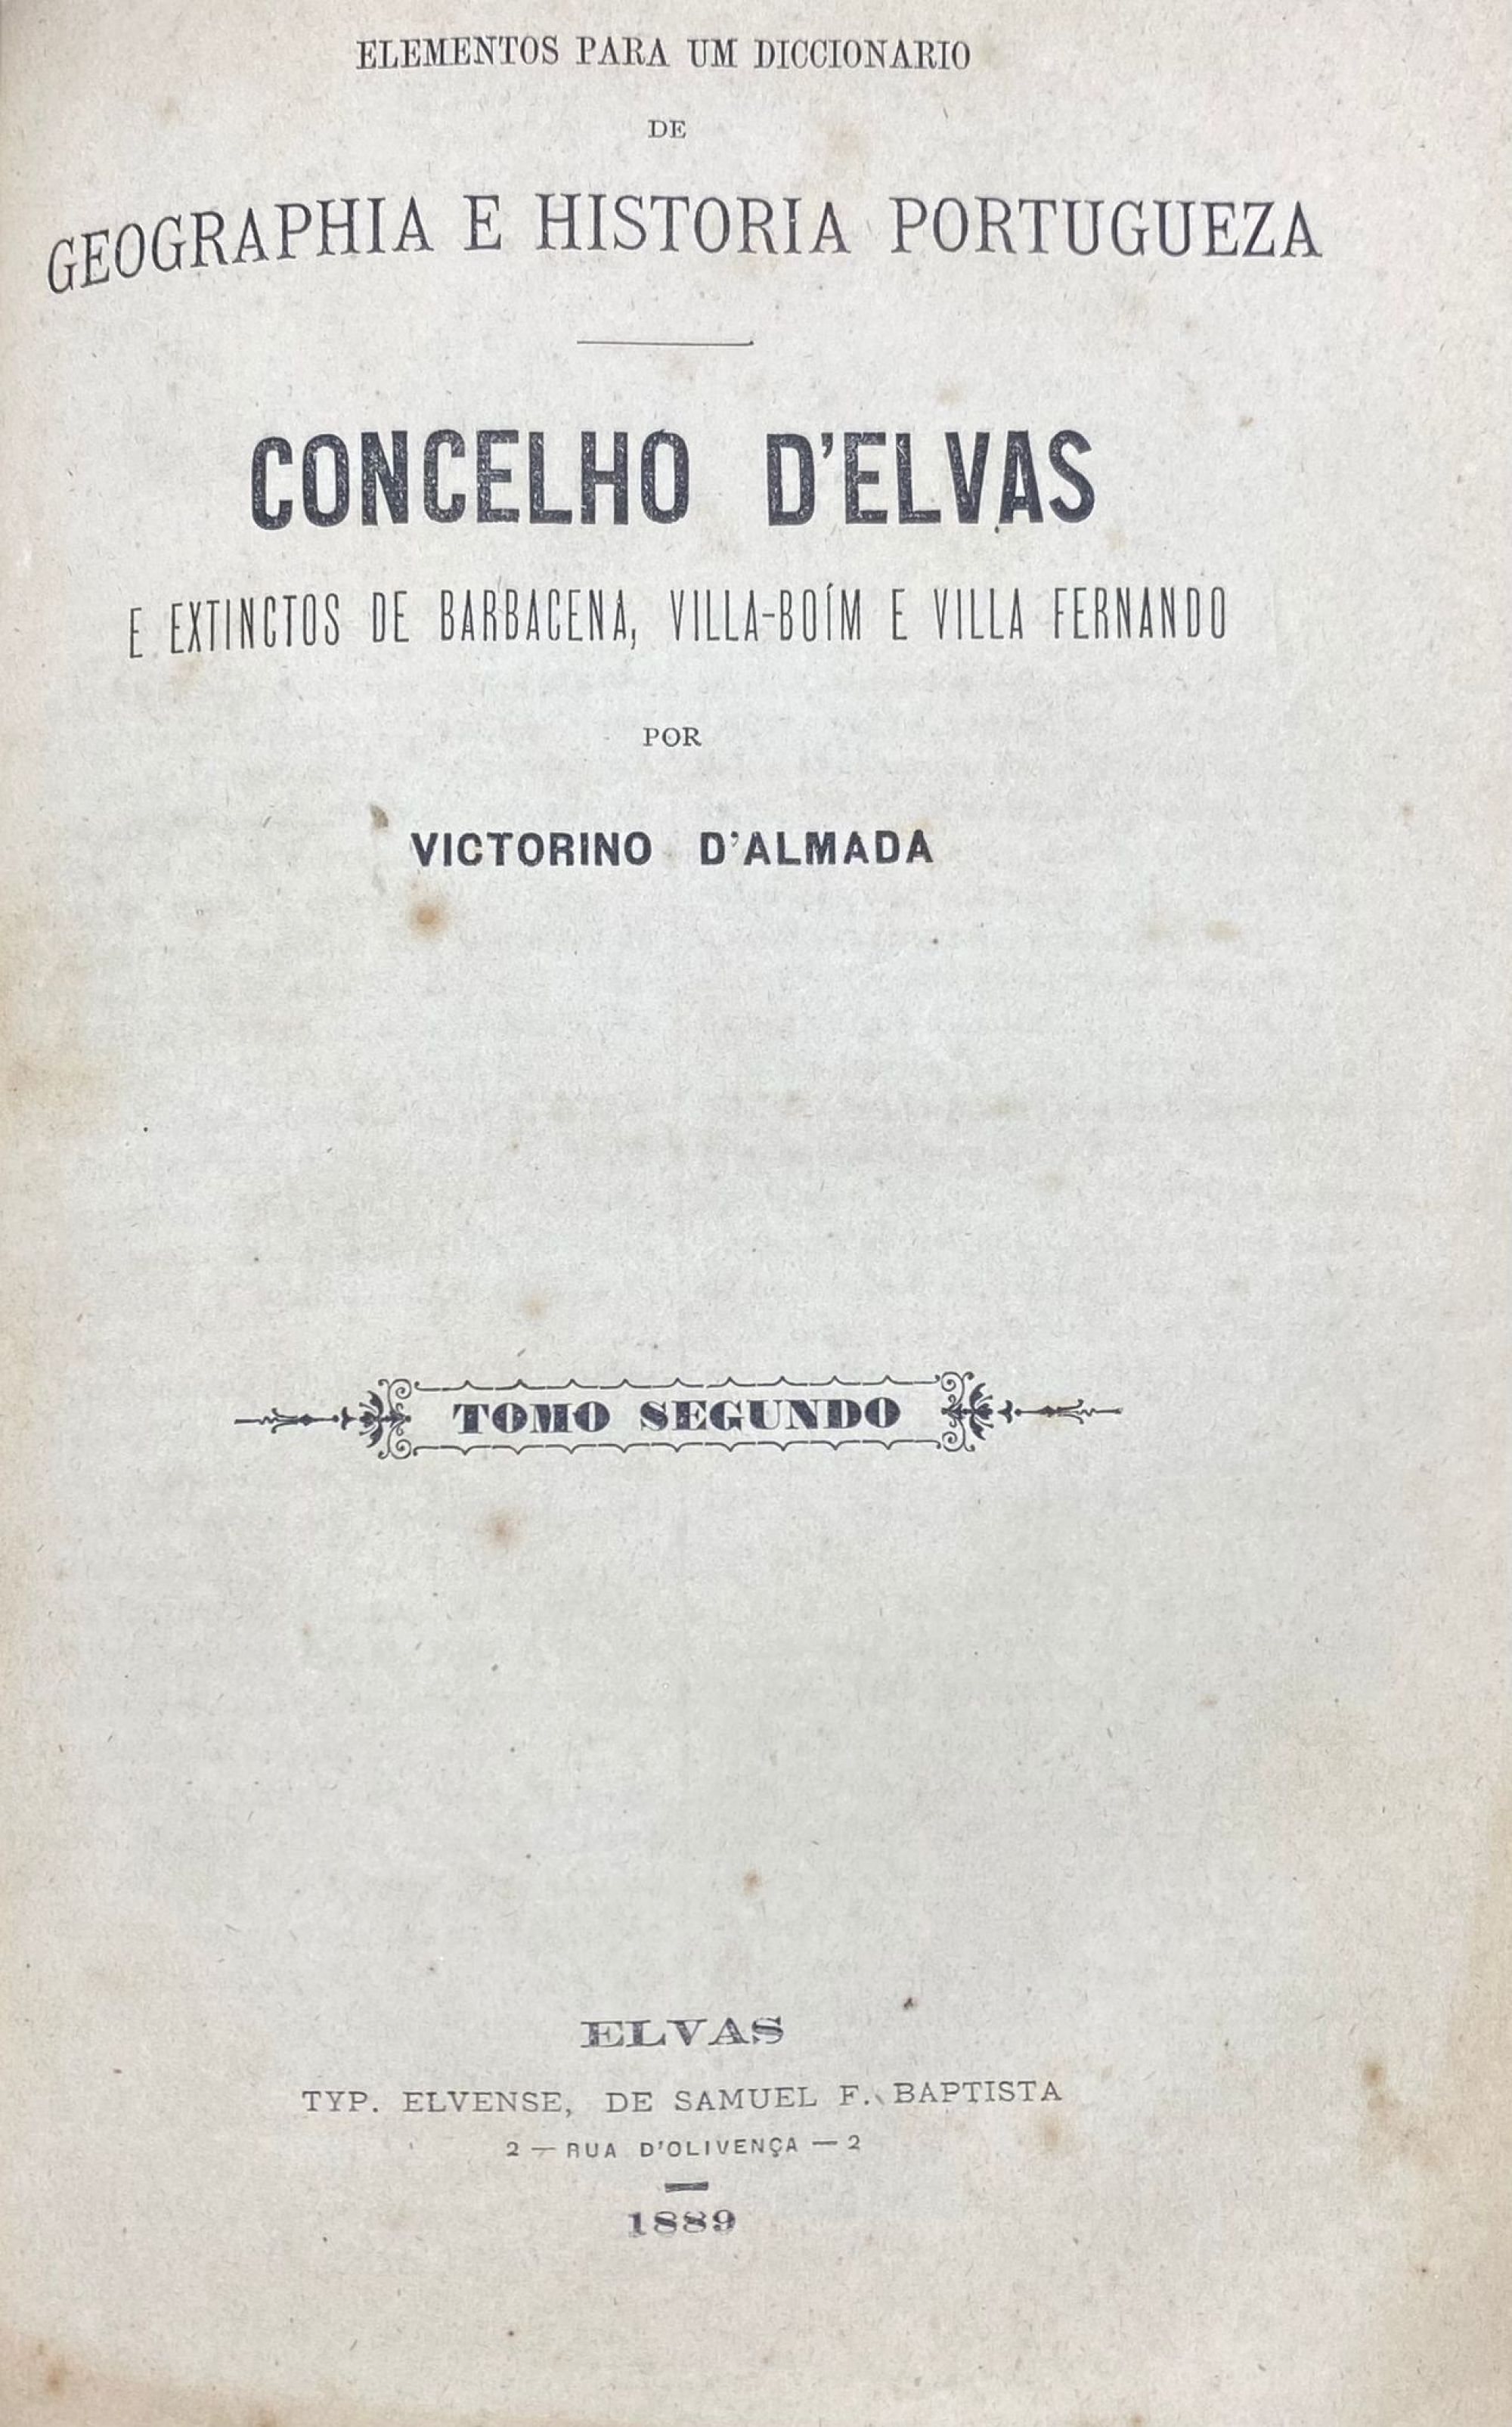 ELEMENTOS PARA UM DICCIONARIO
DE
GEOGRAPHIA E HISTORIA PORTUGUEZA
CONCELHO D'ELVAS
E EXTINCTOS DE BARBACENA, VILLA-BOÍM E VILLA FERNANDO
POR
VICTORINO D'ALMADA
TOMO SEGUNDO
ELVAS
TYP. ELVENSE, DE SAMUEL F. BAPTISTA
2 — RUA D'OLIVENÇA — 2
1889